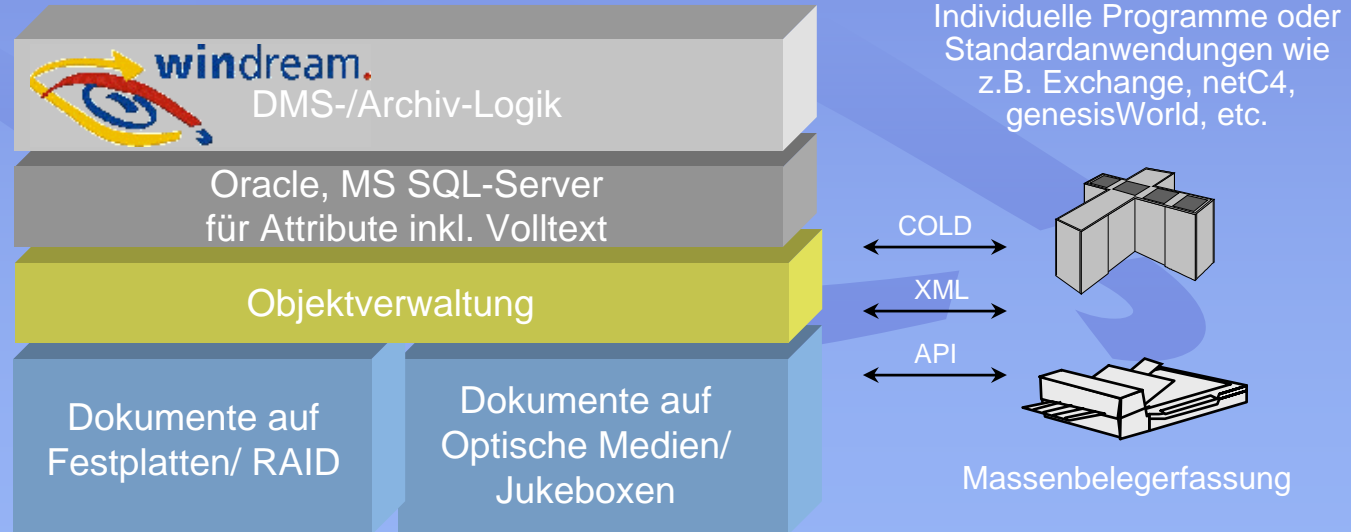 windream.
DMS-/Archiv-Logik
Oracle, MS SQL-Server
für Attribute inkl. Volltext
Objektverwaltung
Dokumente auf
Festplatten/ RAID
Dokumente auf
Optische Medien/
Jukeboxen
Individuelle Programme oder
Standardanwendungen wie
z.B. Exchange, netC4,
genesisWorld, etc.
COLD
XML
API
Massenbelegerfassung